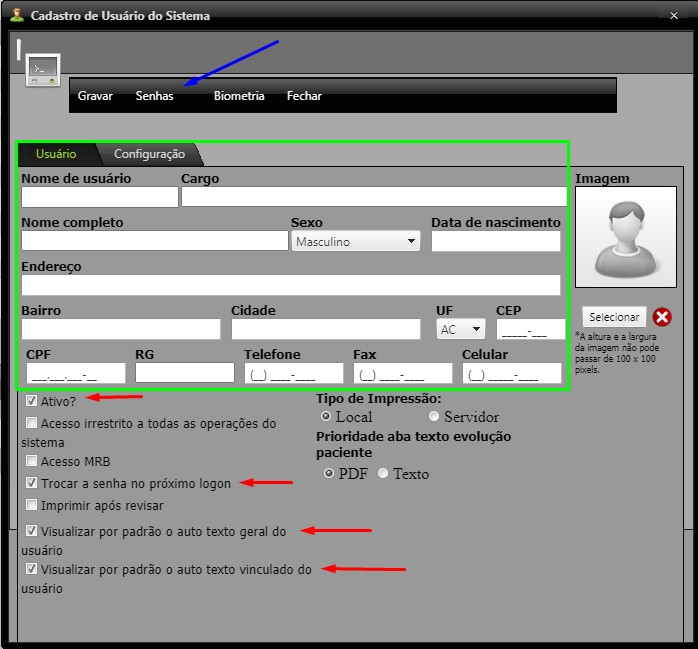 Cadastro de Usuário do Sistema
Gravar Senhas Biometria Fechar
Usuário Configuração
Nome de usuário Cargo Imagem
Nome completo Sexo Data de nascimento
Masculino
Endereço
Bairro Cidade UF CEP
AC _____-___
Selecionar
*A altura e a largura
da imagem não pode
passar de 100 x 100
pixels.
CPF RG Telefone Fax Celular
___.___.___-__ (__) ____-____ (__) ____-____ (__) _____-____
Ativo? Tipo de Impressão:
Local Servidor
Acesso irrestrito a todas as operações do
sistema
Prioridade aba texto evolução
paciente
Acesso MRB
PDF Texto
Trocar a senha no próximo logon
Imprimir após revisar
Visualizar por padrão o auto texto geral do
usuário
Visualizar por padrão o auto texto vinculado do
usuário